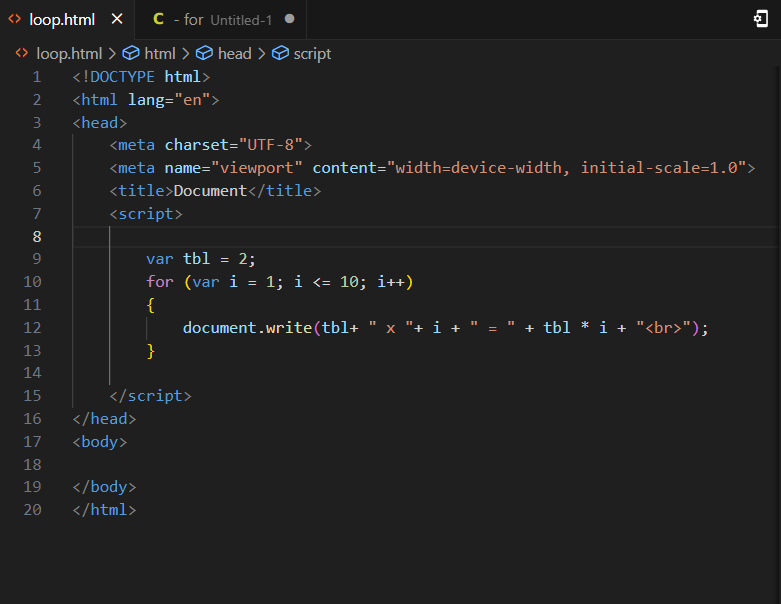 loop.html
C - for Untitled-1
loop.html > html > head > script
1 <!DOCTYPE html>
2 <html lang="en">
3 <head>
4     <meta charset="UTF-8">
5     <meta name="viewport" content="width=device-width, initial-scale=1.0">
6     <title>Document</title>
7     <script>
8
9         var tbl = 2;
10         for (var i = 1; i <= 10; i++)
11         {
12             document.write(tbl+ " x "+ i + " = " + tbl * i + "<br>");
13         }
14
15     </script>
16 </head>
17 <body>
18
19 </body>
20 </html>